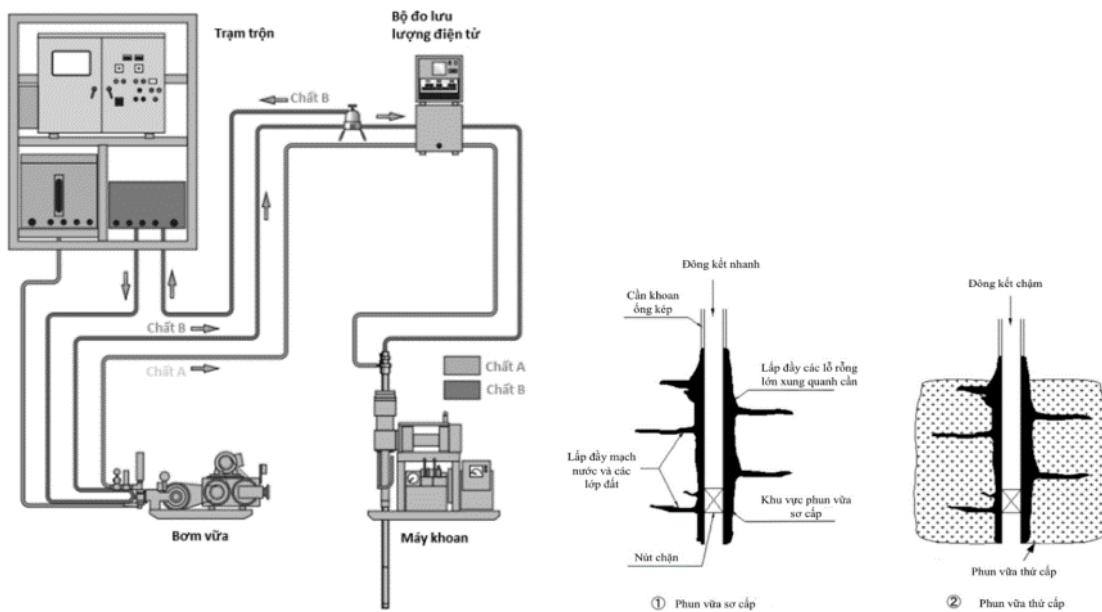 Trạm trộn
Bộ đo lưu
lượng điện tử
Chất B
Chất B
Chất A
Chất A
Chất B
Bơm vữa
Máy khoan
Đông kết nhanh
Cần khoan
ống kép
Lấp đầy các lỗ rỗng
lớn xung quanh cần
Lấp đầy mạch
nước và các
lớp đất
Khu vực phun vữa
sơ cấp
Nút chặn
① Phun vữa sơ cấp
Đông kết chậm
Phun vữa thứ cấp
② Phun vữa thứ cấp